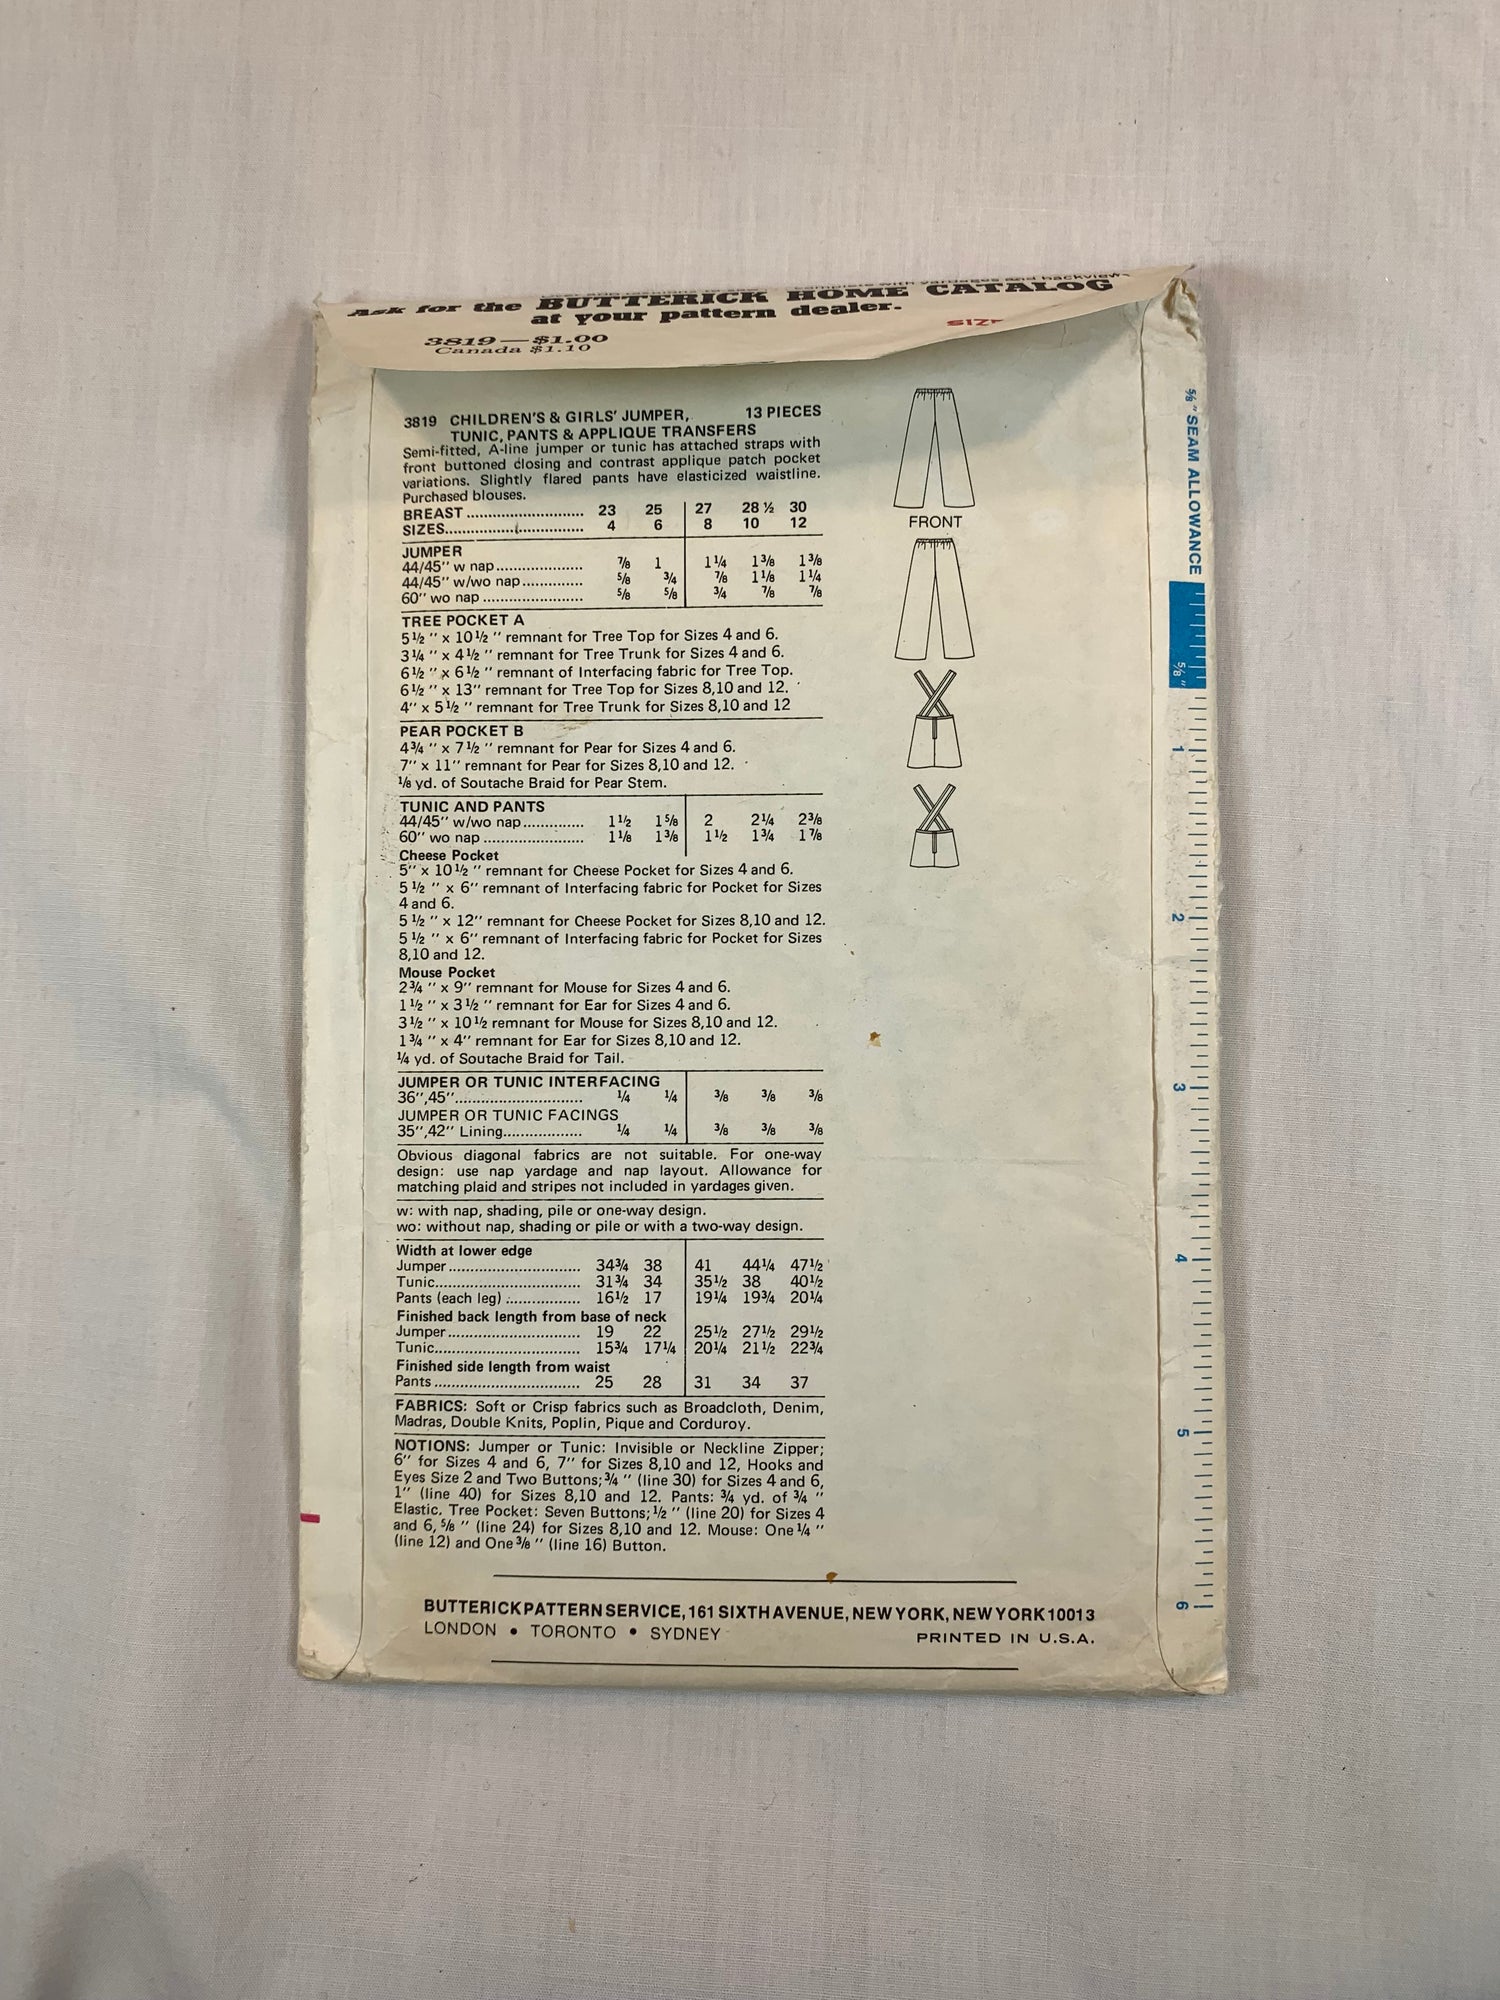 Ask for the BUTTERICK HOME CATALOG
at your pattern dealer.
3819—$1.00
Canada $1.10
3819 CHILDREN'S & GIRLS' JUMPER, 13 PIECES
TUNIC, PANTS & APPLIQUE TRANSFERS
Semi-fitted, A-line jumper or tunic has attached straps with
front buttoned closing and contrast applique patch pocket
variations. Slightly flared pants have elasticized waistline.
Purchased blouses.
BREAST .......................... 23 25 27 28 ½ 30
SIZES.............................. 4 6 8 10 12
JUMPER
44/45" w nap..................... ⅞ 1 1¼ 1⅜ 1⅜
44/45" w/wo nap............... ⅝ ¾ ⅞ 1⅛ 1¼
60" wo nap ........................ ⅝ ⅝ ¾ ⅞ ⅞
TREE POCKET A
5½ " x 10½ " remnant for Tree Top for Sizes 4 and 6.
3¼ " x 4½ " remnant for Tree Trunk for Sizes 4 and 6.
6½ " x 6½ " remnant of Interfacing fabric for Tree Top.
6½ " x 13" remnant for Tree Top for Sizes 8,10 and 12.
4" x 5½ " remnant for Tree Trunk for Sizes 8,10 and 12
PEAR POCKET B
4¾ " x 7½ " remnant for Pear for Sizes 4 and 6.
7" x 11" remnant for Pear for Sizes 8,10 and 12.
⅛ yd. of Soutache Braid for Pear Stem.
TUNIC AND PANTS
44/45" w/wo nap............... 1½ 1⅝ 2 2¼ 2⅜
60" wo nap ........................ 1⅛ 1⅜ 1½ 1¾ 1⅞
Cheese Pocket
5" x 10½ " remnant for Cheese Pocket for Sizes 4 and 6.
5 ½ " x 6" remnant of Interfacing fabric for Pocket for Sizes
4 and 6.
5 ½ " x 12" remnant for Cheese Pocket for Sizes 8,10 and 12.
5 ½ " x 6" remnant of Interfacing fabric for Pocket for Sizes
8,10 and 12.
Mouse Pocket
2¾ " x 9" remnant for Mouse for Sizes 4 and 6.
1½ " x 3½ " remnant for Ear for Sizes 4 and 6.
3½ " x 10½ remnant for Mouse for Sizes 8,10 and 12.
1¾ " x 4" remnant for Ear for Sizes 8,10 and 12.
¼ yd. of Soutache Braid for Tail.
JUMPER OR TUNIC INTERFACING
36",45"............................... ¼ ¼ ⅜ ⅜ ⅜
JUMPER OR TUNIC FACINGS
35",42" Lining................... ¼ ¼ ⅜ ⅜ ⅜
Obvious diagonal fabrics are not suitable. For one-way
design: use nap yardage and nap layout. Allowance for
matching plaid and stripes not included in yardages given.
w: with nap, shading, pile or one-way design.
wo: without nap, shading or pile or with a two-way design.
Width at lower edge
Jumper ................................ 34¾ 38 41 44¼ 47½
Tunic................................... 31¾ 34 35½ 38 40½
Pants (each leg) .................. 16½ 17 19¼ 19¾ 20¼
Finished back length from base of neck
Jumper ................................ 19 22 25½ 27½ 29½
Tunic................................... 15¾ 17¼ 20¼ 21½ 22¾
Finished side length from waist
Pants ................................... 25 28 31 34 37
FABRICS: Soft or Crisp fabrics such as Broadcloth, Denim,
Madras, Double Knits, Poplin, Pique and Corduroy.
NOTIONS: Jumper or Tunic: Invisible or Neckline Zipper;
6" for Sizes 4 and 6, 7" for Sizes 8,10 and 12, Hooks and
Eyes Size 2 and Two Buttons; ¾ " (line 30) for Sizes 4 and 6,
1" (line 40) for Sizes 8,10 and 12. Pants: ¾ yd. of ¾ "
Elastic. Tree Pocket: Seven Buttons; ½ " (line 20) for Sizes 4
and 6, ⅝ " (line 24) for Sizes 8,10 and 12. Mouse: One ¼ "
(line 12) and One ⅜ " (line 16) Button.
FRONT
⅝" SEAM ALLOWANCE
⅝"
1
2
3
4
5
6
BUTTERICK PATTERN SERVICE, 161 SIXTH AVENUE, NEW YORK, NEW YORK 10013
LONDON • TORONTO • SYDNEY PRINTED IN U.S.A.